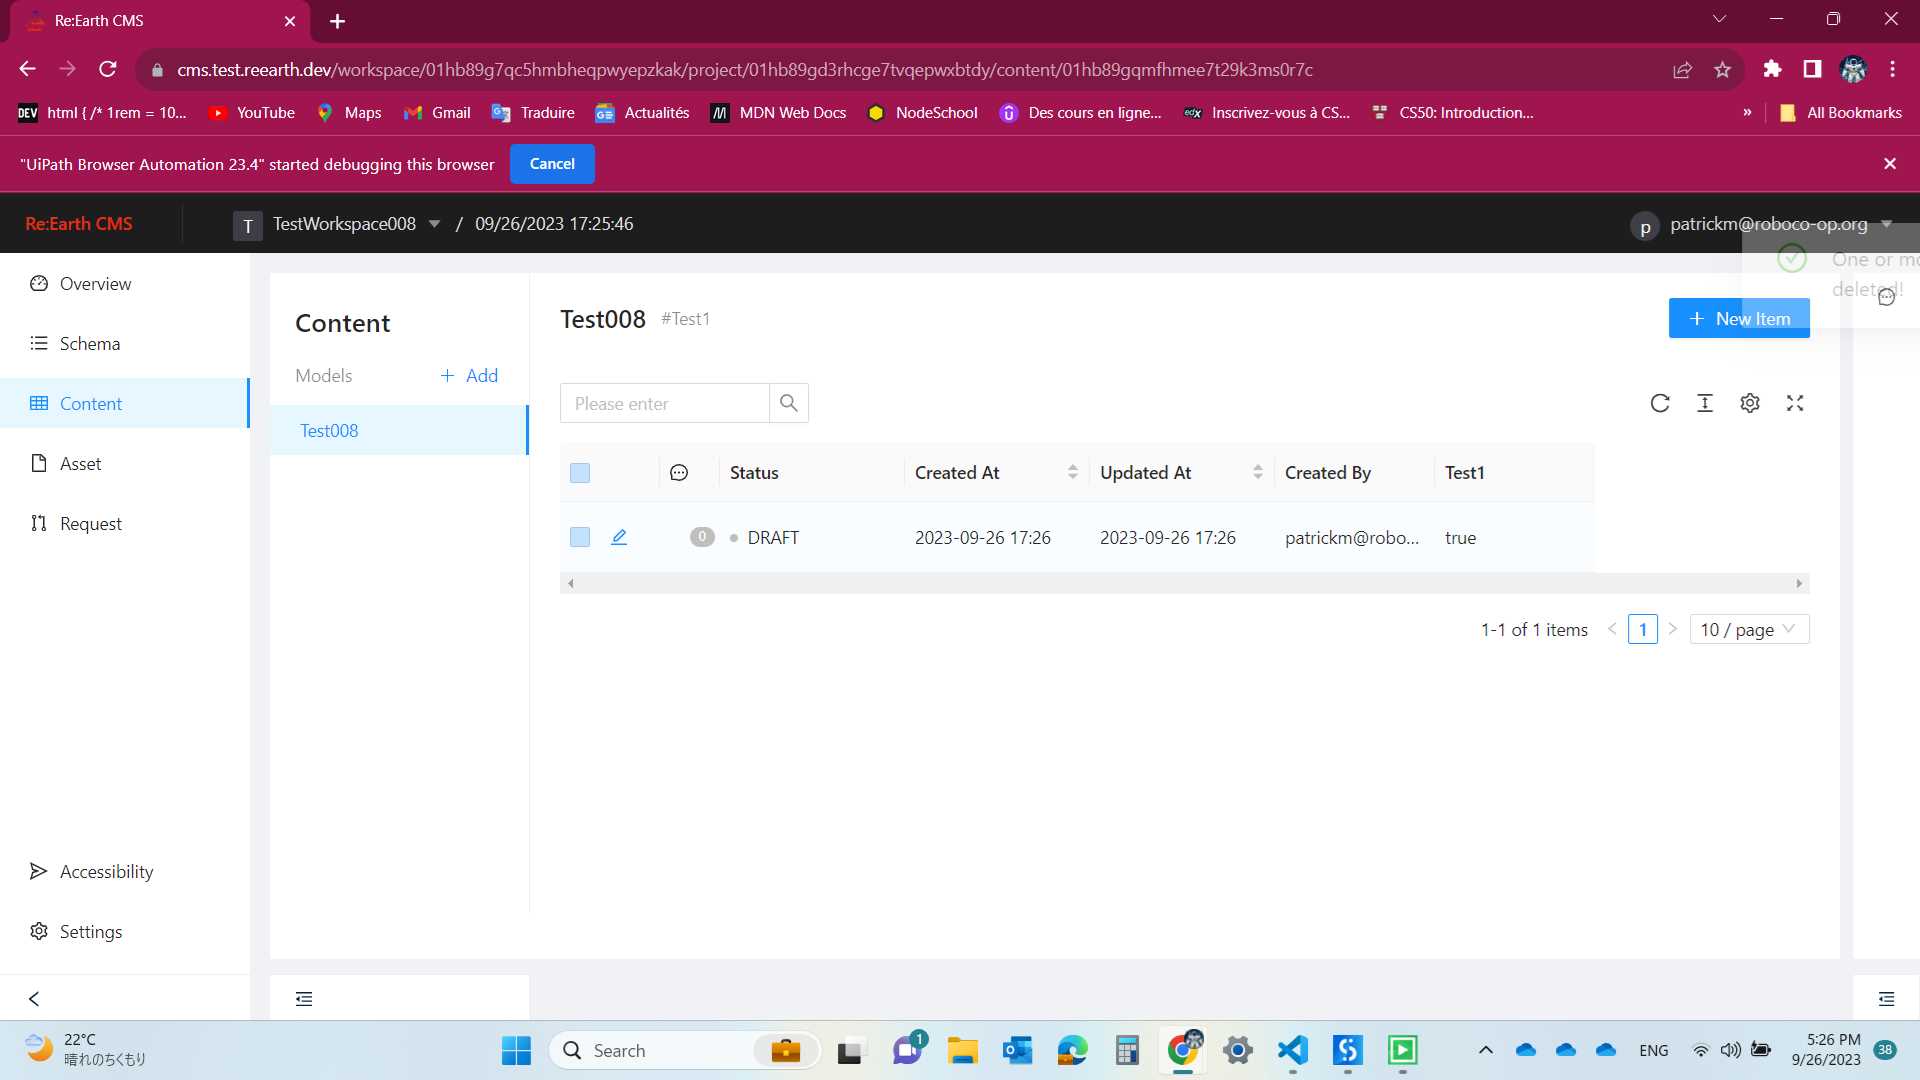 Re:Earth CMS
cms.test.reearth.dev/workspace/01hb89g7qc5hmbheqpwyepzkak/project/01hb89gd3rhcge7tvqepwxbtdy/content/01hb89gqmfhmee7t29k3ms0r7c
DEV html { /* 1rem = 10... YouTube Maps Gmail Traduire Actualités MDN Web Docs NodeSchool Des cours en ligne... edX Inscrivez-vous à CS... CS50: Introduction... » All Bookmarks
"UiPath Browser Automation 23.4" started debugging this browser Cancel
Re:Earth CMS T TestWorkspace008 / 09/26/2023 17:25:46 p patrickm@roboco-op.org
One or mo
deleted!
Overview
Schema
Content
Asset
Request
Accessibility
Settings
Content
Models + Add
Test008
Test008 #Test1
+ New Item
Please enter
Status Created At Updated At Created By Test1
0 DRAFT 2023-09-26 17:26 2023-09-26 17:26 patrickm@robo... true
1-1 of 1 items < 1 > 10 / page
22°C
晴れのちくもり
Search
1
ENG
5:26 PM
9/26/2023
38